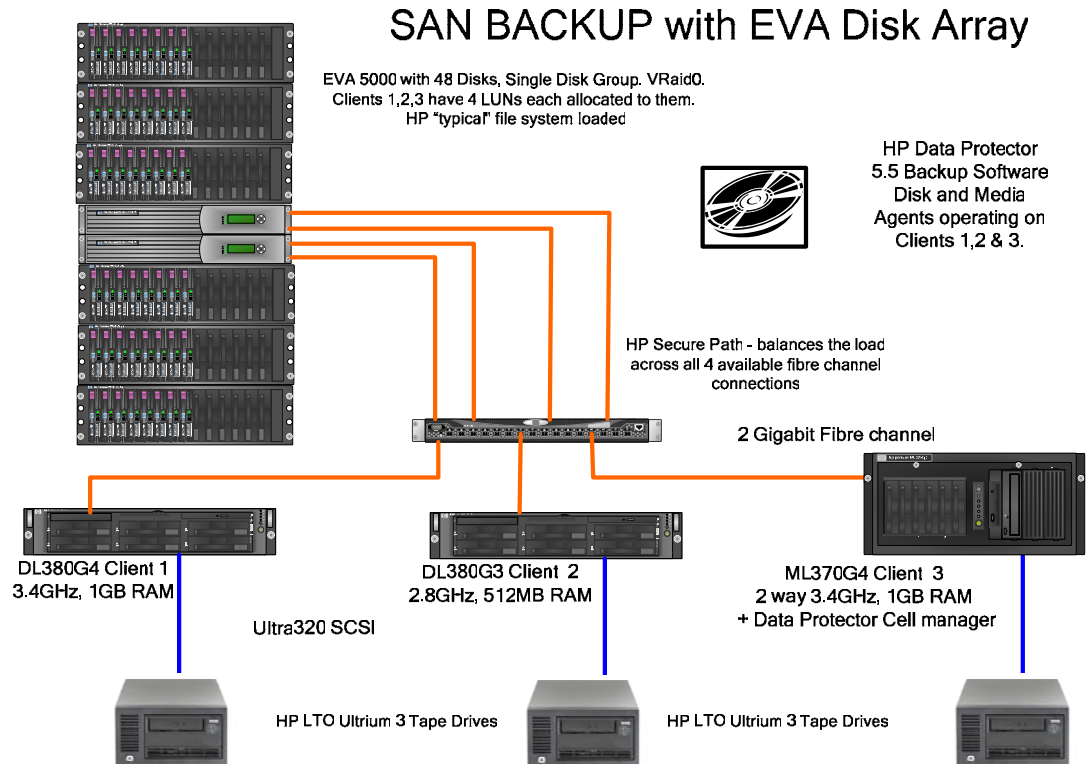 SAN BACKUP with EVA Disk Array
EVA 5000 with 48 Disks, Single Disk Group. VRaid0.
Clients 1,2,3 have 4 LUNs each allocated to them.
HP “typical” file system loaded
HP Data Protector
5.5 Backup Software
Disk and Media
Agents operating on
Clients 1,2 & 3.
HP Secure Path - balances the load
across all 4 available fibre channel
connections
2 Gigabit Fibre channel
DL380G4 Client 1
3.4GHz, 1GB RAM
DL380G3 Client 2
2.8GHz, 512MB RAM
ML370G4 Client 3
2 way 3.4GHz, 1GB RAM
+ Data Protector Cell manager
Ultra320 SCSI
HP LTO Ultrium 3 Tape Drives
HP LTO Ultrium 3 Tape Drives